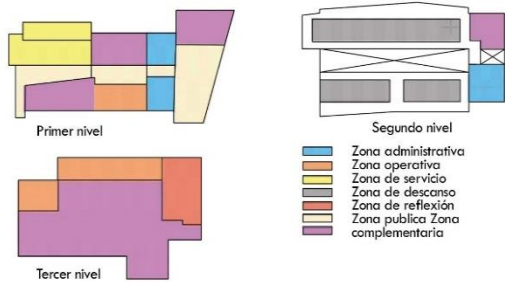 Primer nivel
Segundo nivel
Zona administrativa
Zona operativa
Zona de servicio
Zona de descanso
Zona de reflexión
Zona publica Zona
complementaria
Tercer nivel